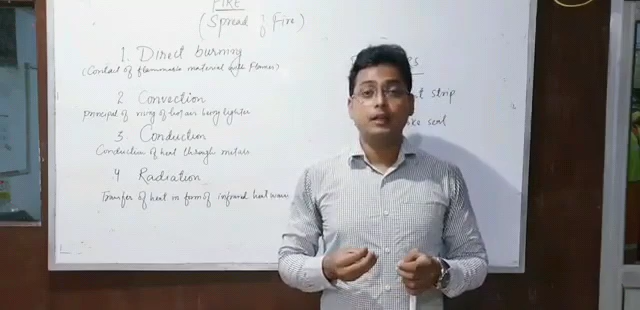 FIRE
(Spread of Fire)
1. Direct burning
(Contact of flammable material with flames)
2 Convection
principal of rising of hot air being lighter
3. Conduction
Conduction of heat through metals
4 Radiation
Transfer of heat in form of infrared heat waves
strip
seal